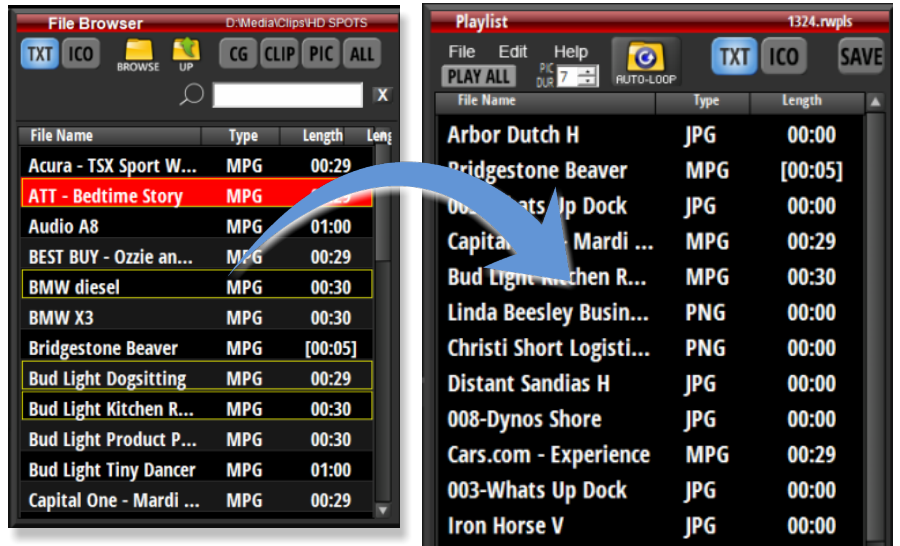 File Browser D:\Media\Clips\HD SPOTS
TXT ICO BROWSE UP CG CLIP PIC ALL
X
File Name Type Length
Acura - TSX Sport W... MPG 00:29
ATT - Bedtime Story MPG
Audio A8 MPG 01:00
BEST BUY - Ozzie an... MPG 00:29
BMW diesel MPG 00:30
BMW X3 MPG 00:30
Bridgestone Beaver MPG [00:05]
Bud Light Dogsitting MPG 00:29
Bud Light Kitchen R... MPG 00:30
Bud Light Product P... MPG 00:30
Bud Light Tiny Dancer MPG 01:00
Capital One - Mardi ... MPG 00:29
Playlist 1324.rwpls
File Edit Help
PLAY ALL PIC DUR 7 AUTO-LOOP TXT ICO SAVE
File Name Type Length
Arbor Dutch H JPG 00:00
Bridgestone Beaver MPG [00:05]
Up Dock JPG 00:00
- Mardi ... MPG 00:29
Bud Light Kitchen R... MPG 00:30
Linda Beesley Busin... PNG 00:00
Christi Short Logisti... PNG 00:00
Distant Sandias H JPG 00:00
008-Dynos Shore JPG 00:00
Cars.com - Experience MPG 00:29
003-Whats Up Dock JPG 00:00
Iron Horse V JPG 00:00